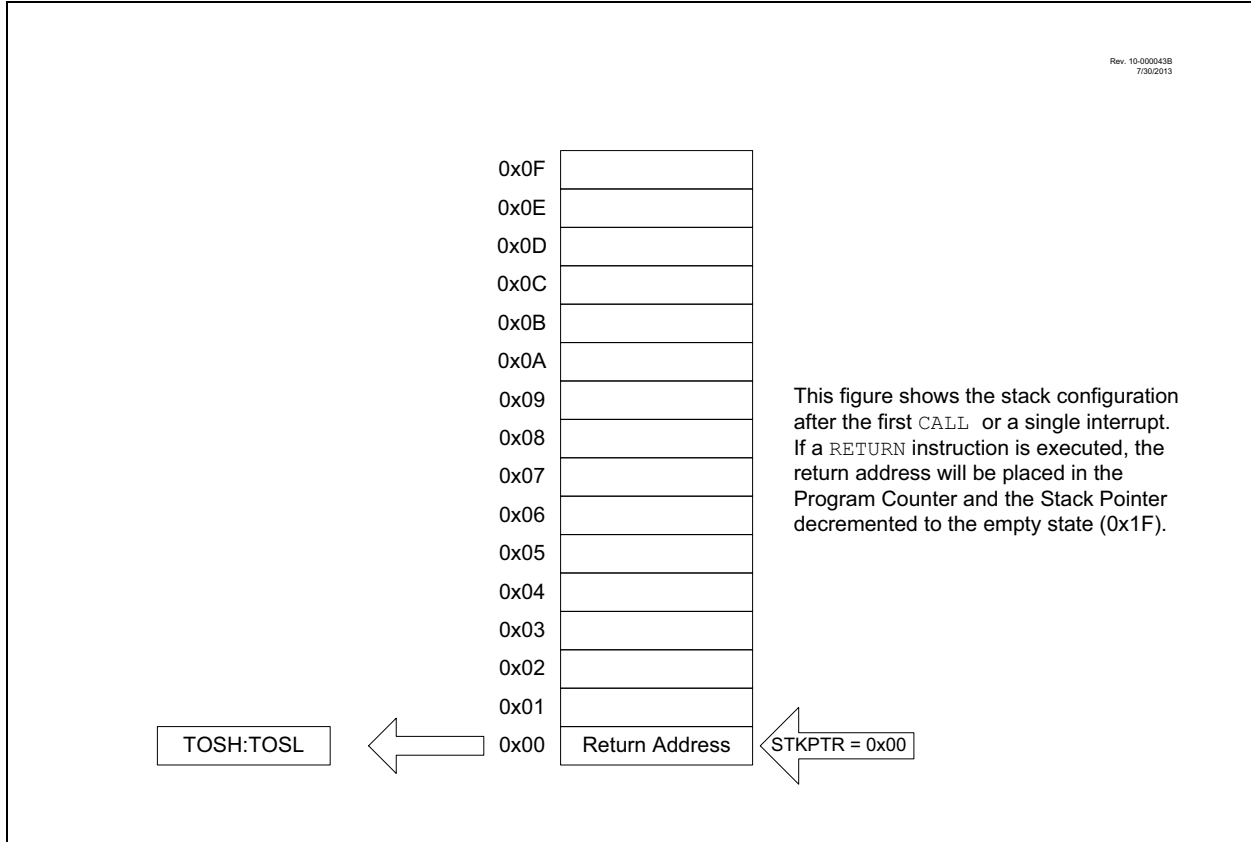 Rev. 10-000043B
7/30/2013
0x0F
0x0E
0x0D
0x0C
0x0B
0x0A
0x09
0x08
0x07
0x06
0x05
0x04
0x03
0x02
0x01
This figure shows the stack configuration
after the first CALL or a single interrupt.
If a RETURN instruction is executed, the
return address will be placed in the
Program Counter and the Stack Pointer
decremented to the empty state (0x1F).
TOSH:TOSL
0x00
Return Address
STKPTR = 0x00